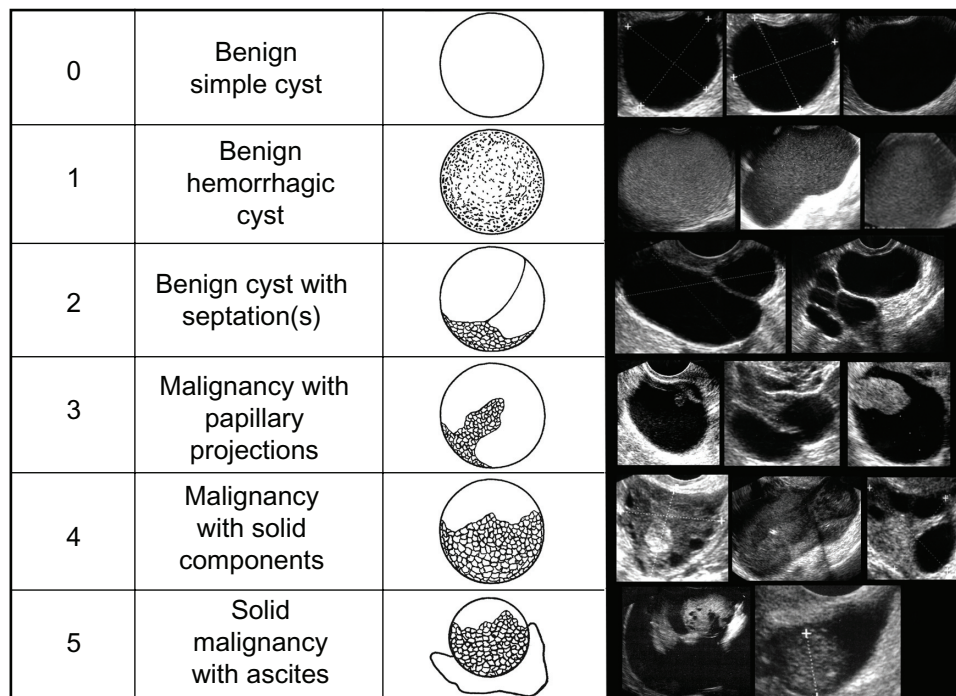 0
Benign
simple cyst
1
Benign
hemorrhagic
cyst
2
Benign cyst with
septation(s)
3
Malignancy with
papillary
projections
4
Malignancy
with solid
components
5
Solid
malignancy
with ascites